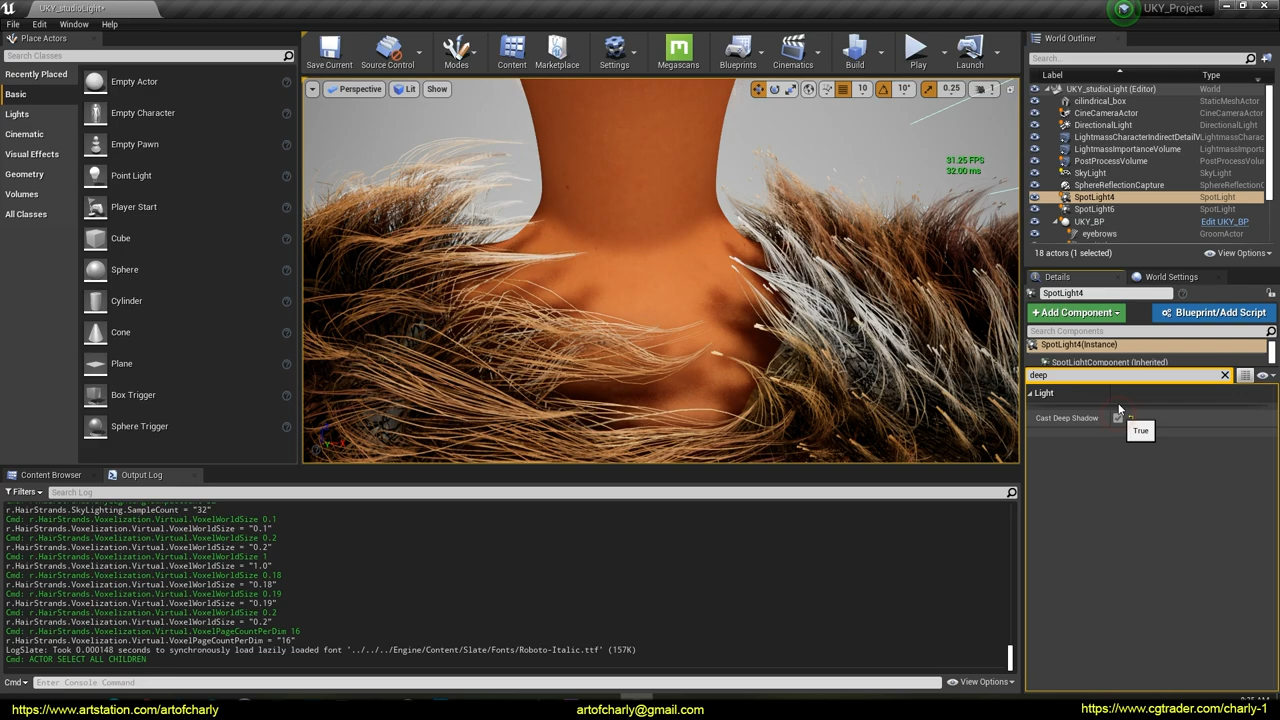 UKY_studioLight*
UKY_Project
File Edit Window Help
Place Actors
Search Classes
Recently Placed
Basic
Lights
Cinematic
Visual Effects
Geometry
Volumes
All Classes
Empty Actor
Empty Character
Empty Pawn
Point Light
Player Start
Cube
Sphere
Cylinder
Cone
Plane
Box Trigger
Sphere Trigger
Save Current
Source Control
Modes
Content
Marketplace
Settings
Megascans
Blueprints
Cinematics
Build
Play
Launch
Perspective Lit Show
10 10° 0.25 1
31.25 FPS
32.00 ms
World Outliner
Search...
Label Type
UKY_studioLight (Editor) World
cilindrical_box StaticMeshActor
CineCameraActor CineCameraActor
DirectionalLight DirectionalLight
LightmassCharacterIndirectDetailV Lightmass
LightmassImportanceVolume LightmassImporta
PostProcessVolume PostProcessVolu
SkyLight SkyLight
SphereReflectionCapture SphereReflectionC
SpotLight4 SpotLight
SpotLight6 SpotLight
UKY_BP Edit UKY_BP
eyebrows GroomActor
18 actors (1 selected) View Options
Details World Settings
SpotLight4
+Add Component Blueprint/Add Script
Search Components
SpotLight4(Instance)
SpotLightComponent (Inherited)
deep
Light
Cast Deep Shadow
True
Content Browser Output Log
Filters Search Log
r.HairStrands.SkyLighting.SampleCount = "32"
Cmd: r.HairStrands.Voxelization.Virtual.VoxelWorldSize 0.1
r.HairStrands.Voxelization.Virtual.VoxelWorldSize = "0.1"
Cmd: r.HairStrands.Voxelization.Virtual.VoxelWorldSize 0.2
r.HairStrands.Voxelization.Virtual.VoxelWorldSize = "0.2"
Cmd: r.HairStrands.Voxelization.Virtual.VoxelWorldSize 1
r.HairStrands.Voxelization.Virtual.VoxelWorldSize = "1.0"
Cmd: r.HairStrands.Voxelization.Virtual.VoxelWorldSize 0.18
r.HairStrands.Voxelization.Virtual.VoxelWorldSize = "0.18"
Cmd: r.HairStrands.Voxelization.Virtual.VoxelWorldSize 0.19
r.HairStrands.Voxelization.Virtual.VoxelWorldSize = "0.19"
Cmd: r.HairStrands.Voxelization.Virtual.VoxelWorldSize 0.2
r.HairStrands.Voxelization.Virtual.VoxelWorldSize = "0.2"
Cmd: r.HairStrands.Voxelization.Virtual.VoxelPageCountPerDim 16
r.HairStrands.Voxelization.Virtual.VoxelPageCountPerDim = "16"
LogSlate: Took 0.000148 seconds to synchronously load lazily loaded font '../../../Engine/Content/Slate/Fonts/Roboto-Italic.ttf' (157K)
Cmd: ACTOR SELECT ALL CHILDREN
Cmd Enter Console Command View Options
https://www.artstation.com/artofcharly
artofcharly@gmail.com
https://www.cgtrader.com/charly-1